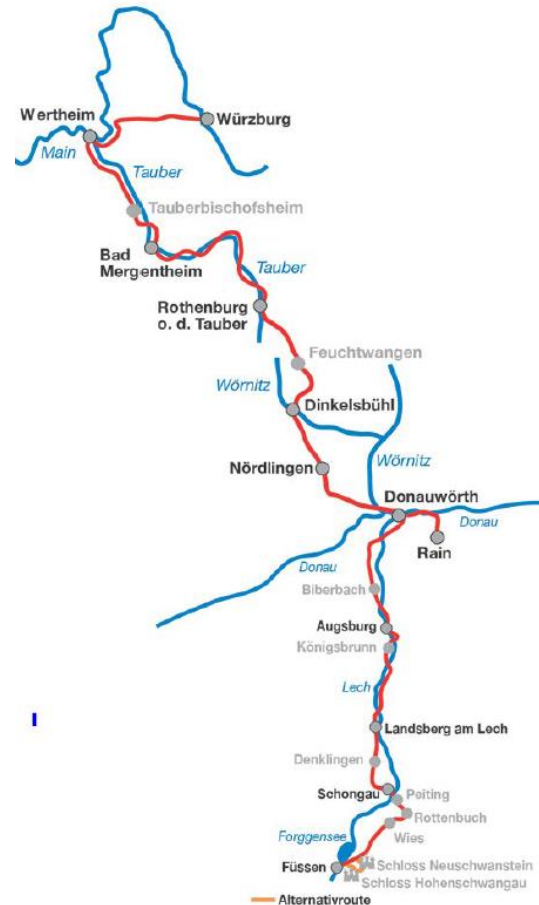 Wertheim
Würzburg
Main
Tauber
Tauberbischofsheim
Bad
Mergentheim
Tauber
Rothenburg
o. d. Tauber
Feuchtwangen
Wörnitz
Dinkelsbühl
Wörnitz
Nördlingen
Donauwörth
Donau
Rain
Donau
Biberbach
Augsburg
Königsbrunn
Lech
Landsberg am Lech
Denklingen
Schongau
Peiting
Rottenbuch
Wies
Forggensee
Füssen
Schloss Neuschwanstein
Schloss Hohenschwangau
Alternativroute